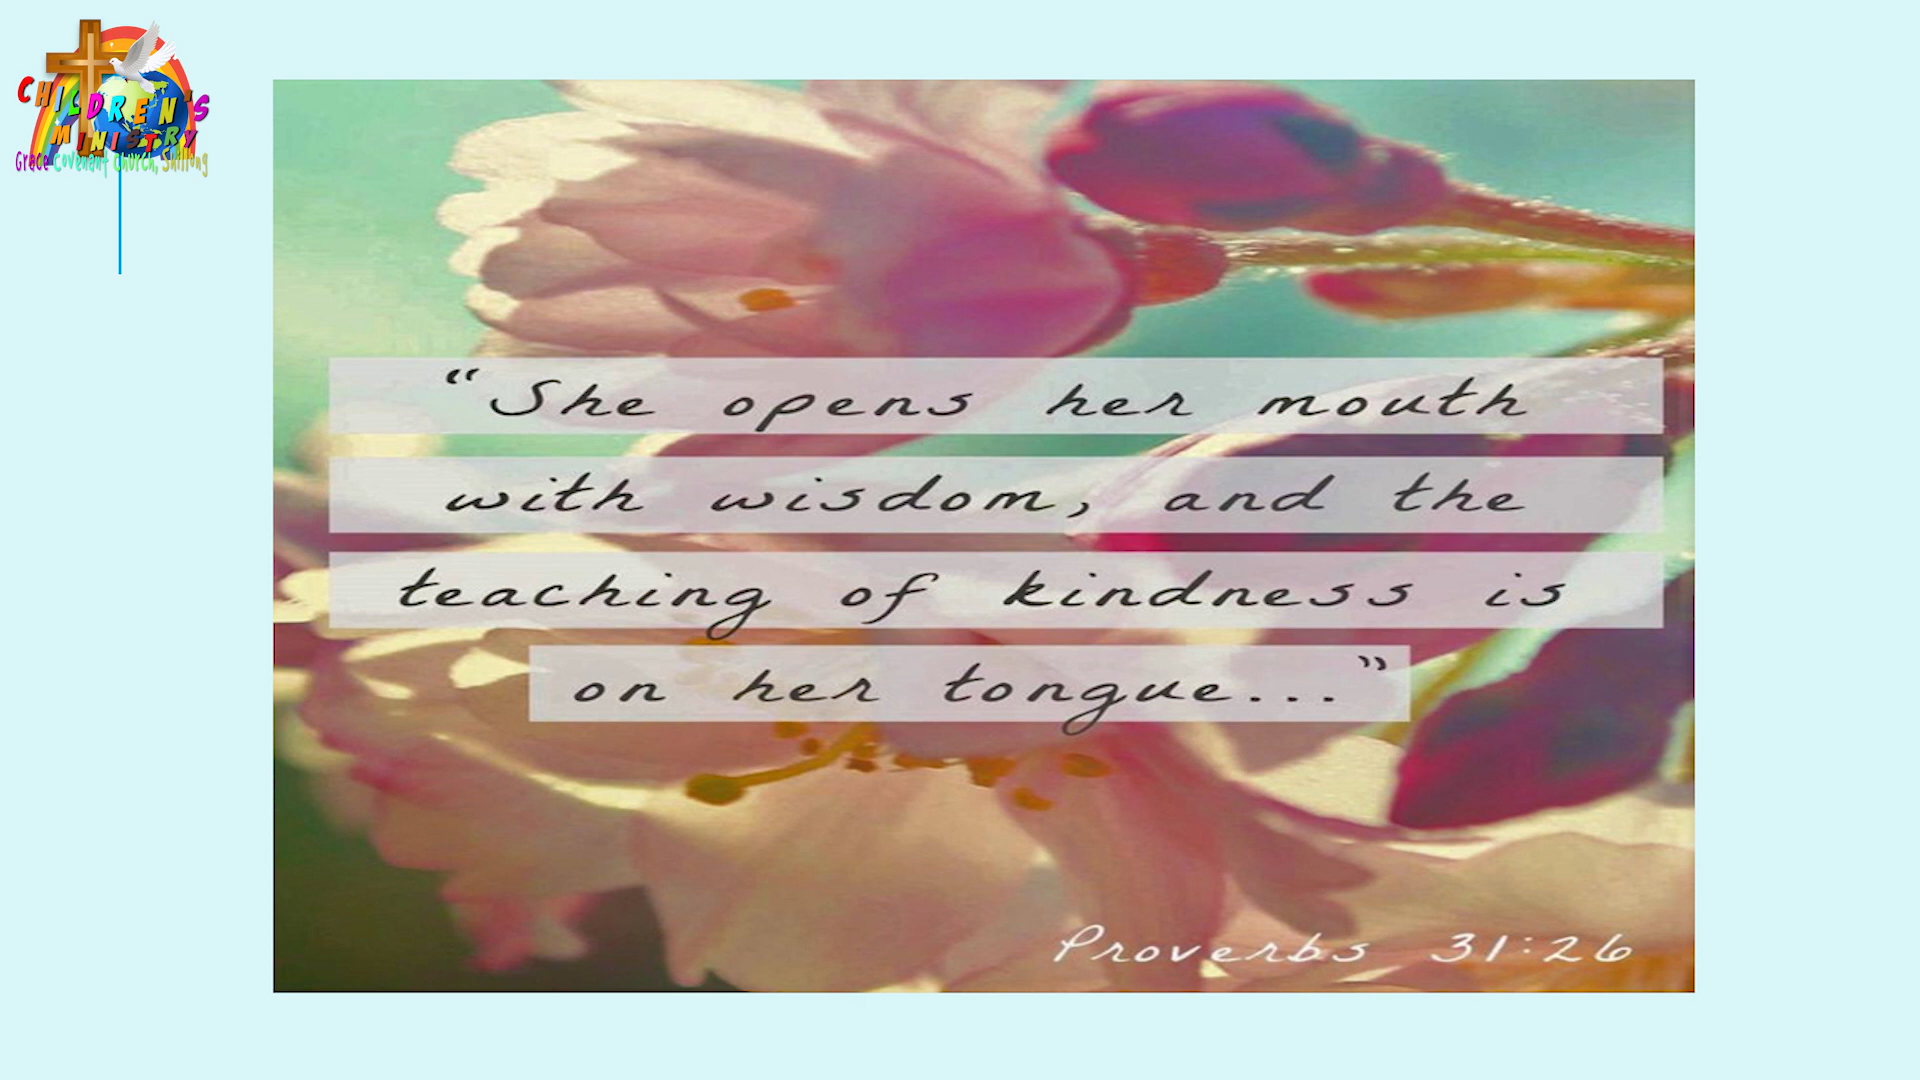 CHILDREN'S
MINISTRY
Grace Covenant Church, Shillong
“She opens her mouth
with wisdom, and the
teaching of kindness is
on her tongue...”
Proverbs 31:26